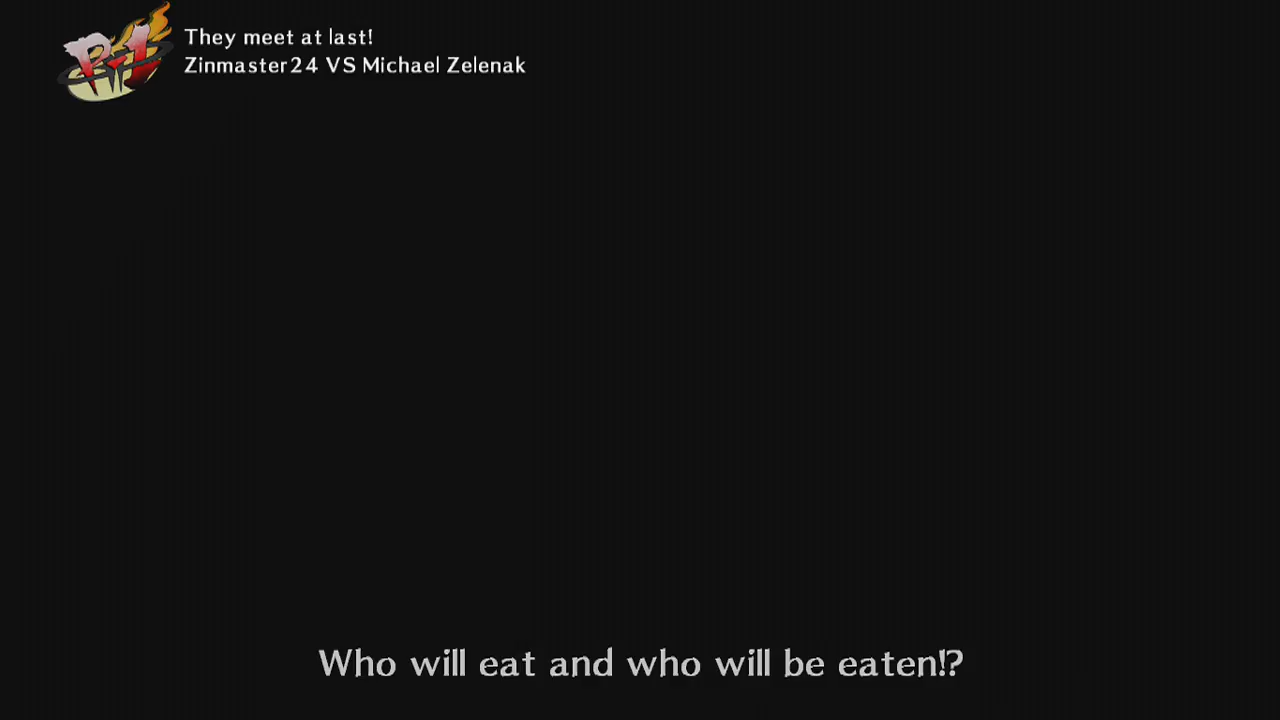 They meet at last!
Zinmaster24 VS Michael Zelenak
Who will eat and who will be eaten!?